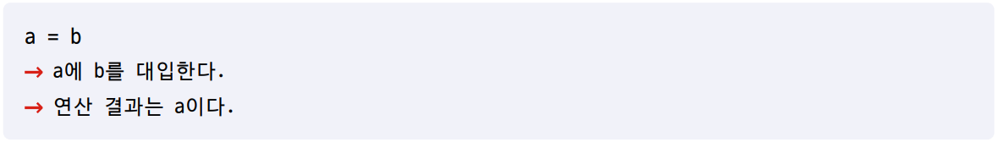 a = b
→ a에 b를 대입한다.
→ 연산 결과는 a이다.